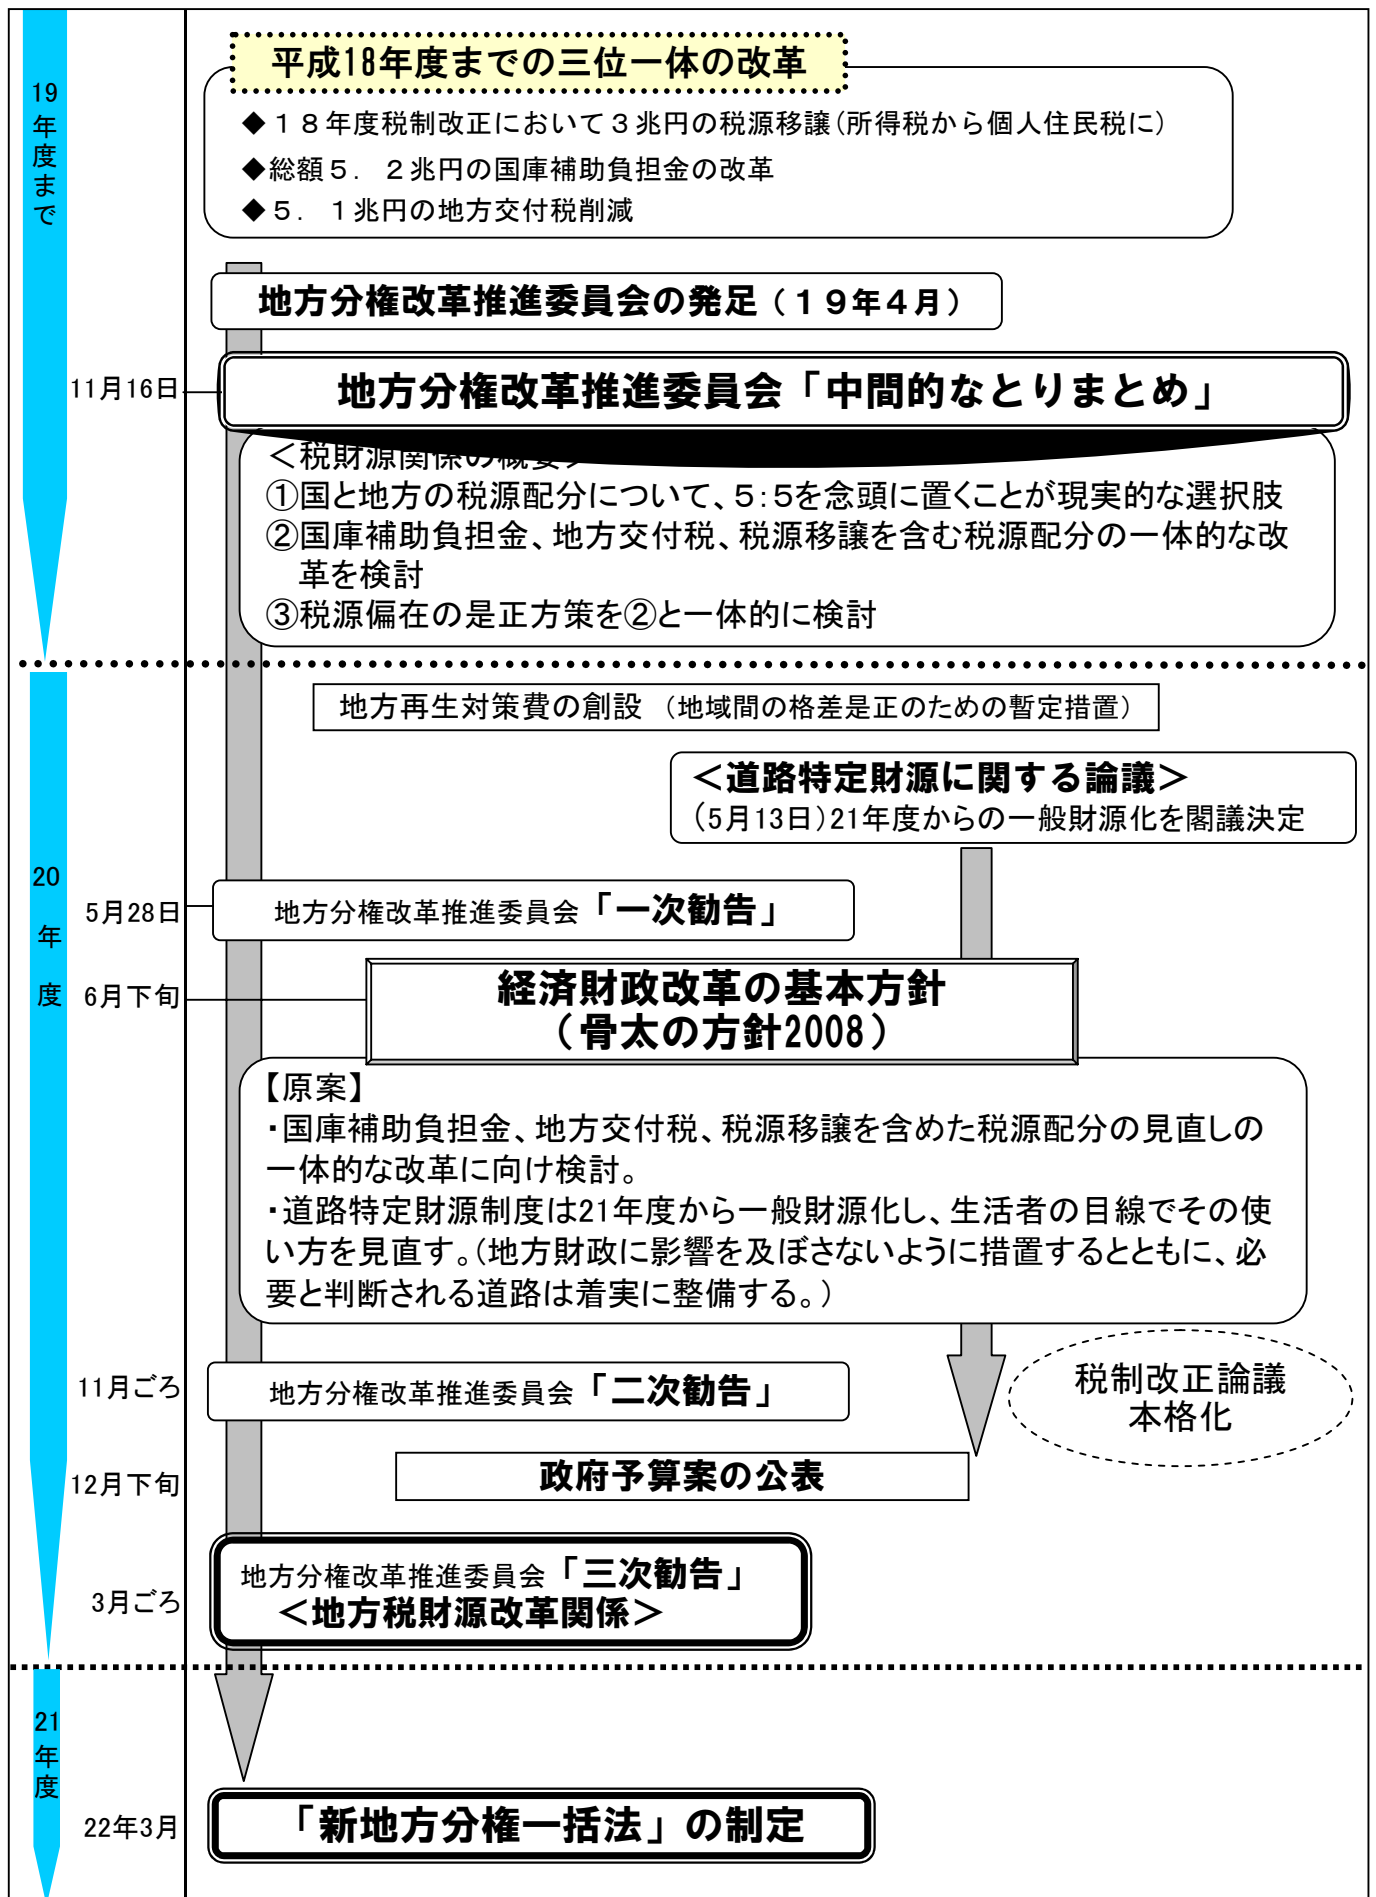 19年度まで
平成18年度までの三位一体の改革
◆１８年度税制改正において３兆円の税源移譲(所得税から個人住民税に)
◆総額５．２兆円の国庫補助負担金の改革
◆５．１兆円の地方交付税削減
地方分権改革推進委員会の発足（１９年４月）
11月16日
地方分権改革推進委員会「中間的なとりまとめ」
＜税財源関係の概要＞
①国と地方の税源配分について、５：５を念頭に置くことが現実的な選択肢
②国庫補助負担金、地方交付税、税源移譲を含む税源配分の一体的な改
革を検討
③税源偏在の是正方策を②と一体的に検討
20年度
地方再生対策費の創設 （地域間の格差是正のための暫定措置）
＜道路特定財源に関する論議＞
（5月13日）21年度からの一般財源化を閣議決定
5月28日
地方分権改革推進委員会「一次勧告」
6月下旬
経済財政改革の基本方針
（骨太の方針2008）
【原案】
・国庫補助負担金、地方交付税、税源移譲を含めた税源配分の見直しの
一体的な改革に向け検討。
・道路特定財源制度は21年度から一般財源化し、生活者の目線でその使
い方を見直す。（地方財政に影響を及ぼさないように措置するとともに、必
要と判断される道路は着実に整備する。）
11月ごろ
地方分権改革推進委員会「二次勧告」
税制改正論議
本格化
12月下旬
政府予算案の公表
3月ごろ
地方分権改革推進委員会「三次勧告」
＜地方税財源改革関係＞
21年度
22年3月
「新地方分権一括法」の制定